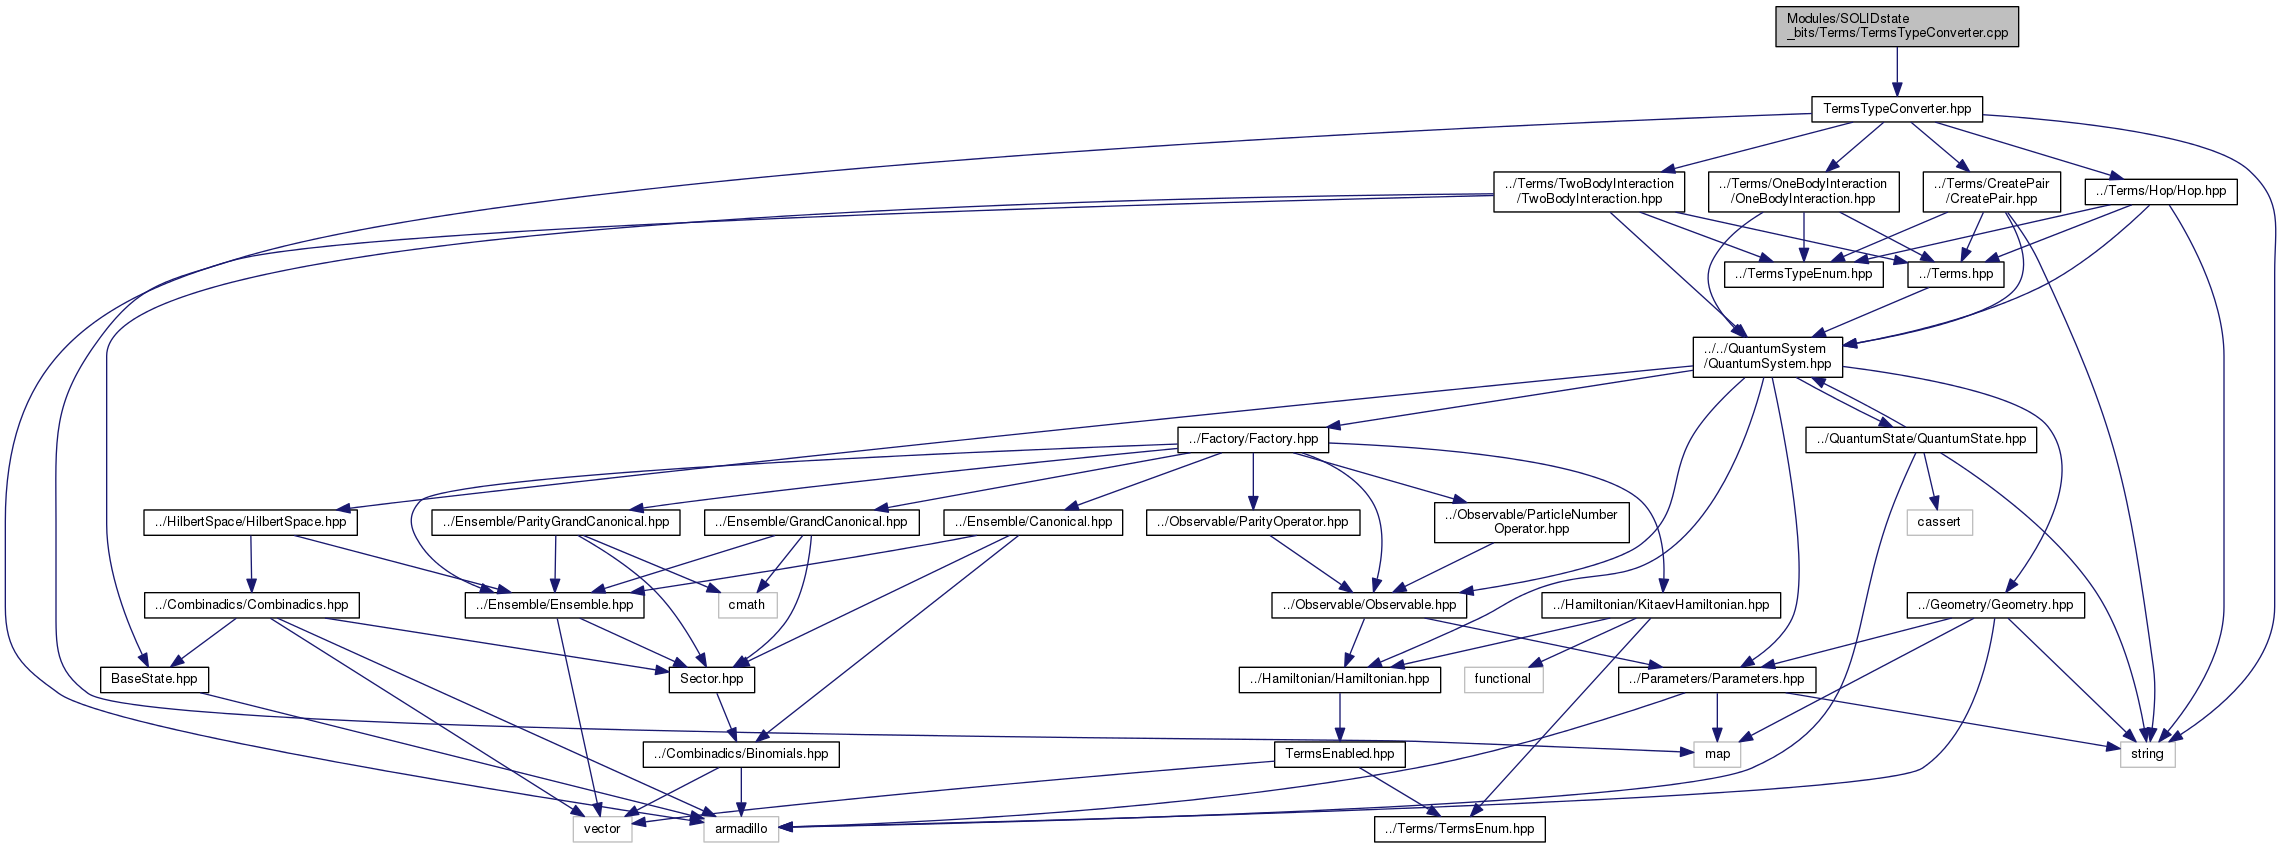 Modules/SOLIDstate
_bits/Terms/TermsTypeConverter.cpp
TermsTypeConverter.hpp
../Terms/TwoBodyInteraction
/TwoBodyInteraction.hpp
../Terms/OneBodyInteraction
/OneBodyInteraction.hpp
../Terms/CreatePair
/CreatePair.hpp
../Terms/Hop/Hop.hpp
../TermsTypeEnum.hpp
../Terms.hpp
../../QuantumSystem
/QuantumSystem.hpp
../Factory/Factory.hpp
../QuantumState/QuantumState.hpp
../HilbertSpace/HilbertSpace.hpp
../Ensemble/ParityGrandCanonical.hpp
../Ensemble/GrandCanonical.hpp
../Ensemble/Canonical.hpp
../Observable/ParityOperator.hpp
../Observable/ParticleNumber
Operator.hpp
cassert
../Combinadics/Combinadics.hpp
../Ensemble/Ensemble.hpp
cmath
../Observable/Observable.hpp
../Hamiltonian/KitaevHamiltonian.hpp
../Geometry/Geometry.hpp
BaseState.hpp
Sector.hpp
../Hamiltonian/Hamiltonian.hpp
functional
../Parameters/Parameters.hpp
../Combinadics/Binomials.hpp
map
TermsEnabled.hpp
string
vector
armadillo
../Terms/TermsEnum.hpp